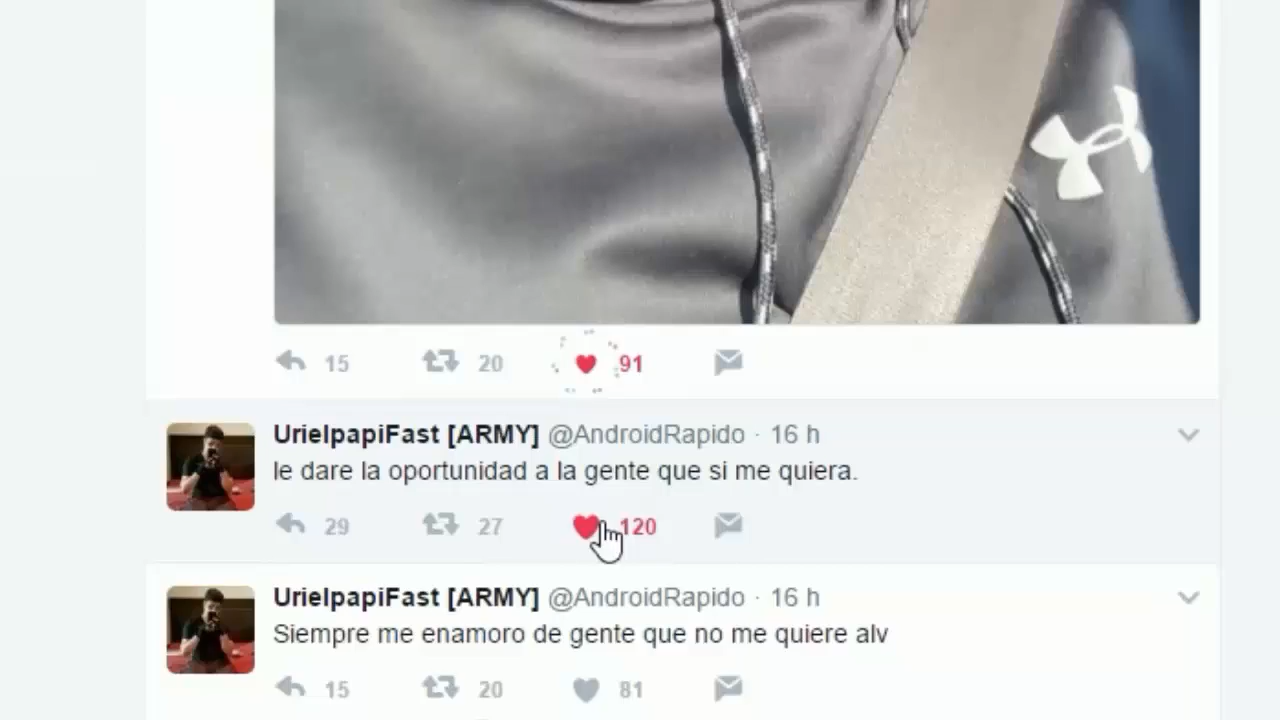 15 20 91
UrielpapiFast [ARMY] @AndroidRapido · 16 h
le dare la oportunidad a la gente que si me quiera.
29 27 120
UrielpapiFast [ARMY] @AndroidRapido · 16 h
Siempre me enamoro de gente que no me quiere alv
15 20 81